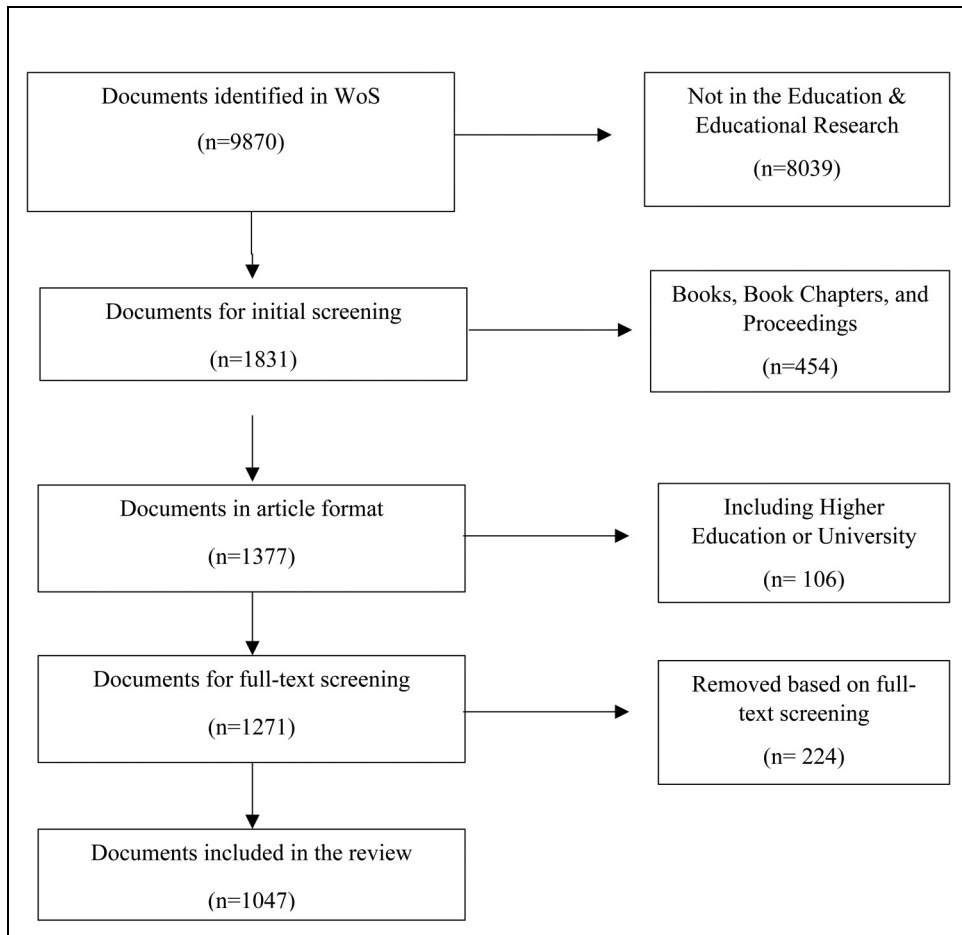 Documents identified in WoS
(n=9870)
Not in the Education &
Educational Research
(n=8039)
Documents for initial screening
(n=1831)
Books, Book Chapters, and
Proceedings
(n=454)
Documents in article format
(n=1377)
Including Higher
Education or University
(n= 106)
Documents for full-text screening
(n=1271)
Removed based on full-
text screening
(n= 224)
Documents included in the review
(n=1047)